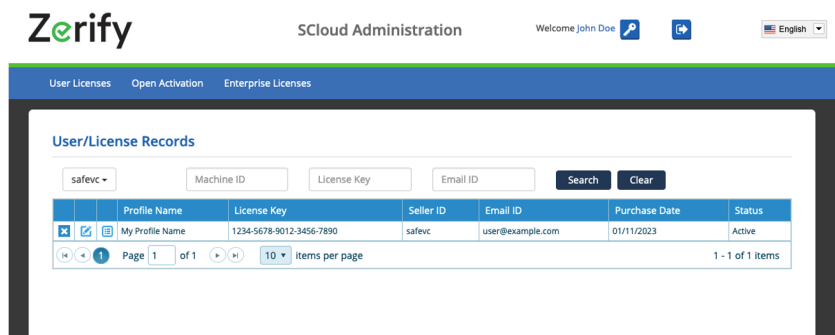 Zerify
SCloud Administration
Welcome John Doe
English
User Licenses Open Activation Enterprise Licenses
User/License Records
safevc Machine ID License Key Email ID Search Clear
Profile Name License Key Seller ID Email ID Purchase Date Status
My Profile Name 1234-5678-9012-3456-7890 safevc user@example.com 01/11/2023 Active
1 Page 1 of 1 10 items per page 1 - 1 of 1 items